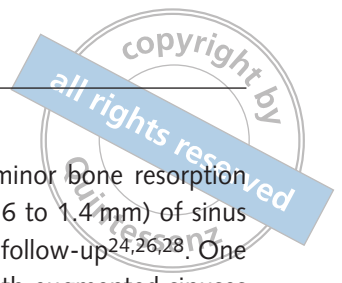 copyright by
all rights reserved
Quintessenz
minor bone resorption
6 to 1.4 mm) of sinus
follow-up24,26,28. One
th augmented sinuses